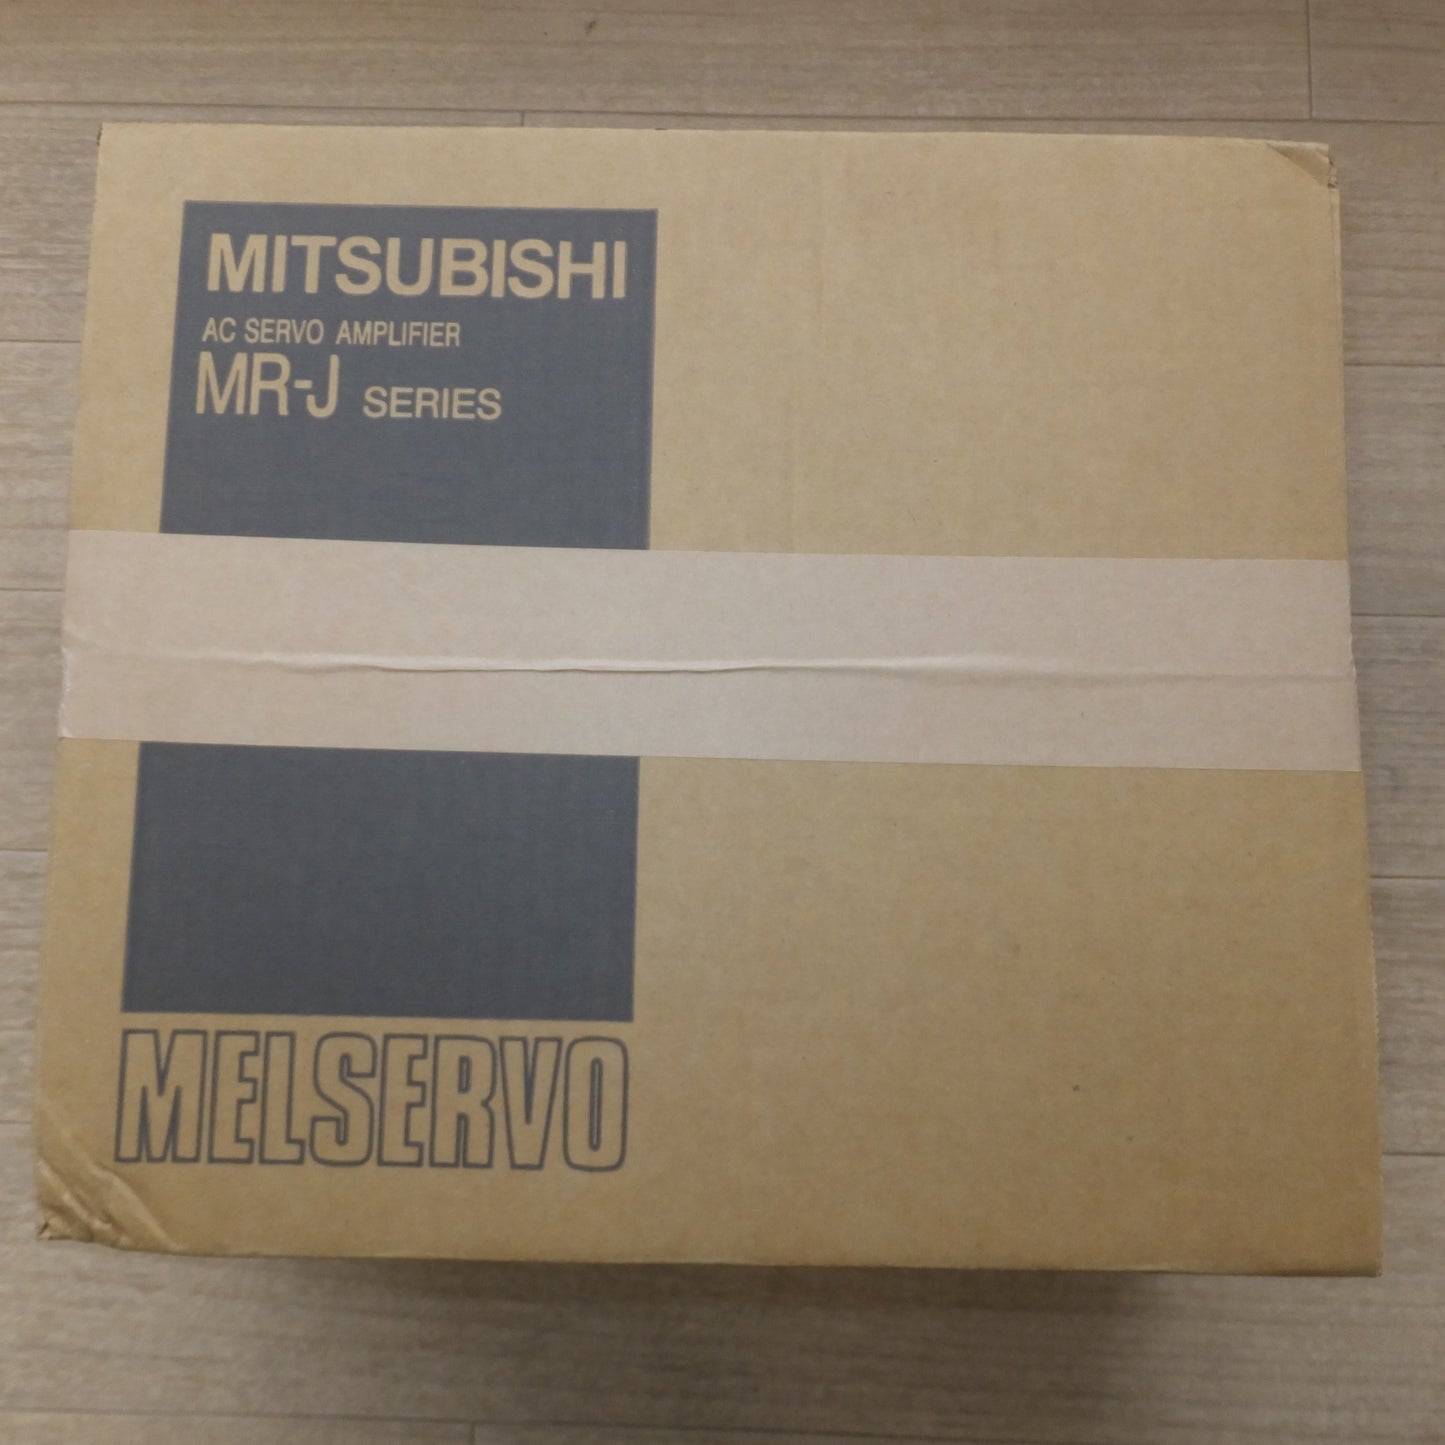 MITSUBISHI
AC SERVO AMPLIFIER
MR-J SERIES
MELSERVO